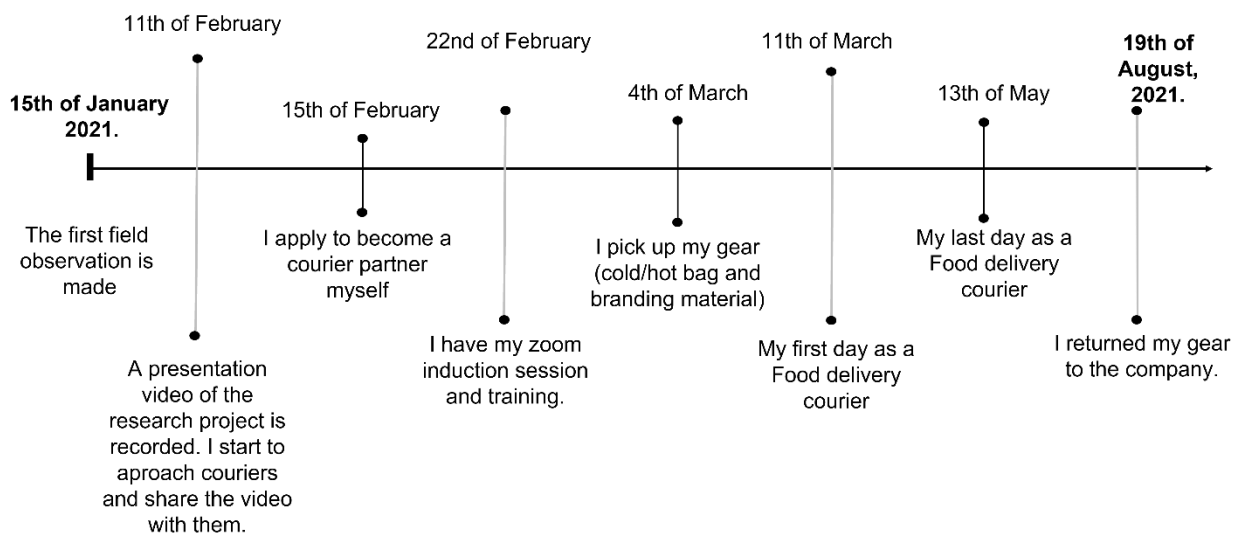 15th of January
2021.
The first field
observation is
made
11th of February
A presentation
video of the
research project is
recorded. I start to
aproach couriers
and share the video
with them.
15th of February
I apply to become a
courier partner
myself
22nd of February
I have my zoom
induction session
and training.
4th of March
I pick up my gear
(cold/hot bag and
branding material)
11th of March
My first day as a
Food delivery
courier
13th of May
My last day as a
Food delivery
courier
19th of
August,
2021.
I returned my gear
to the company.